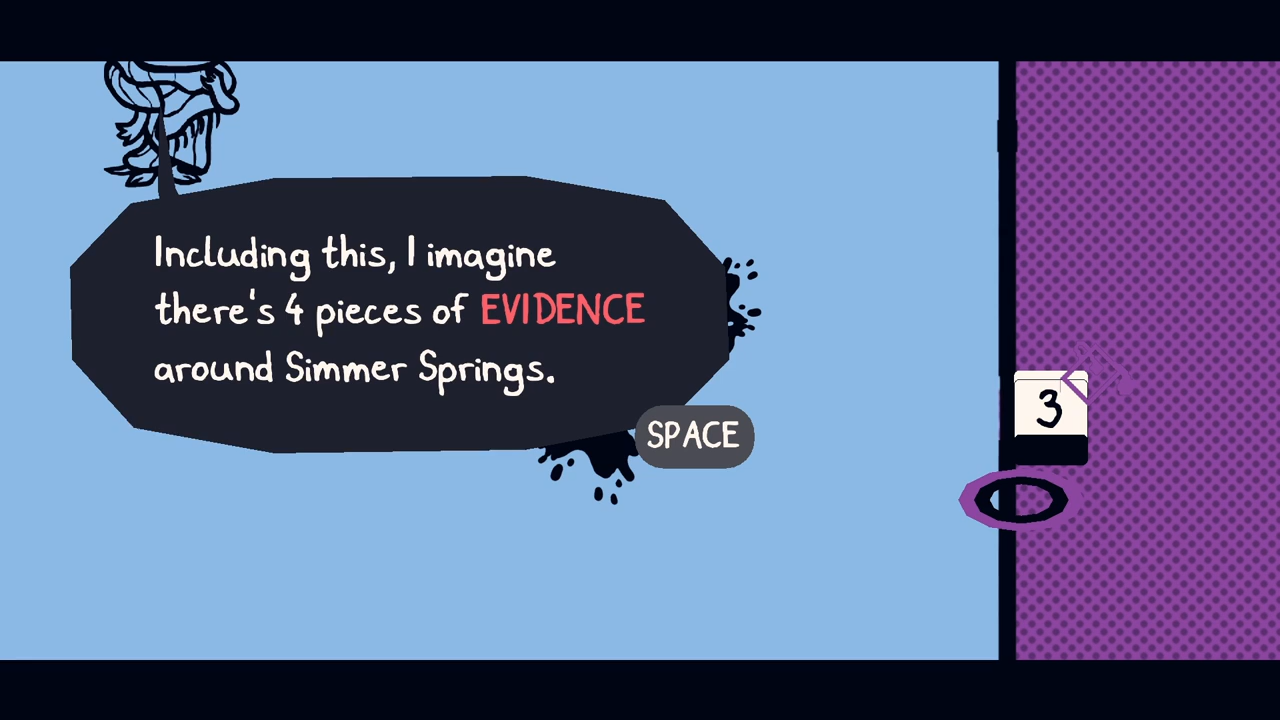 Including this, I imagine
there's 4 pieces of EVIDENCE
around Simmer Springs.
SPACE
3